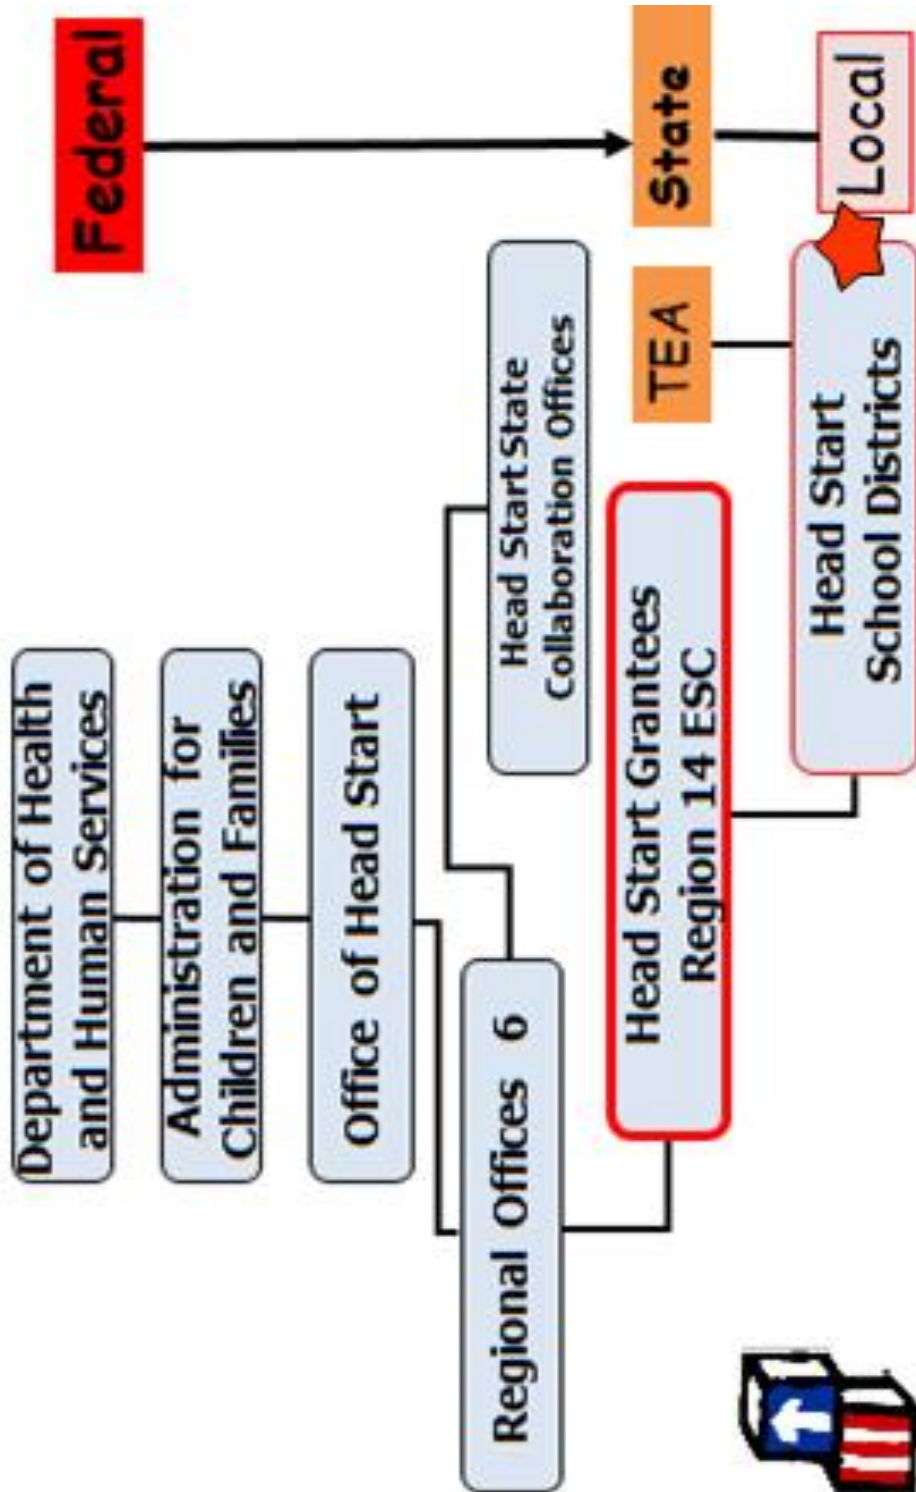 Department of Health
and Human Services
Federal
Administration for
Children and Families
Office of Head Start
Regional Offices 6
Head Start State
Collaboration Offices
Head Start Grantees
Region 14 ESC
TEA
State
Head Start
School Districts
Local